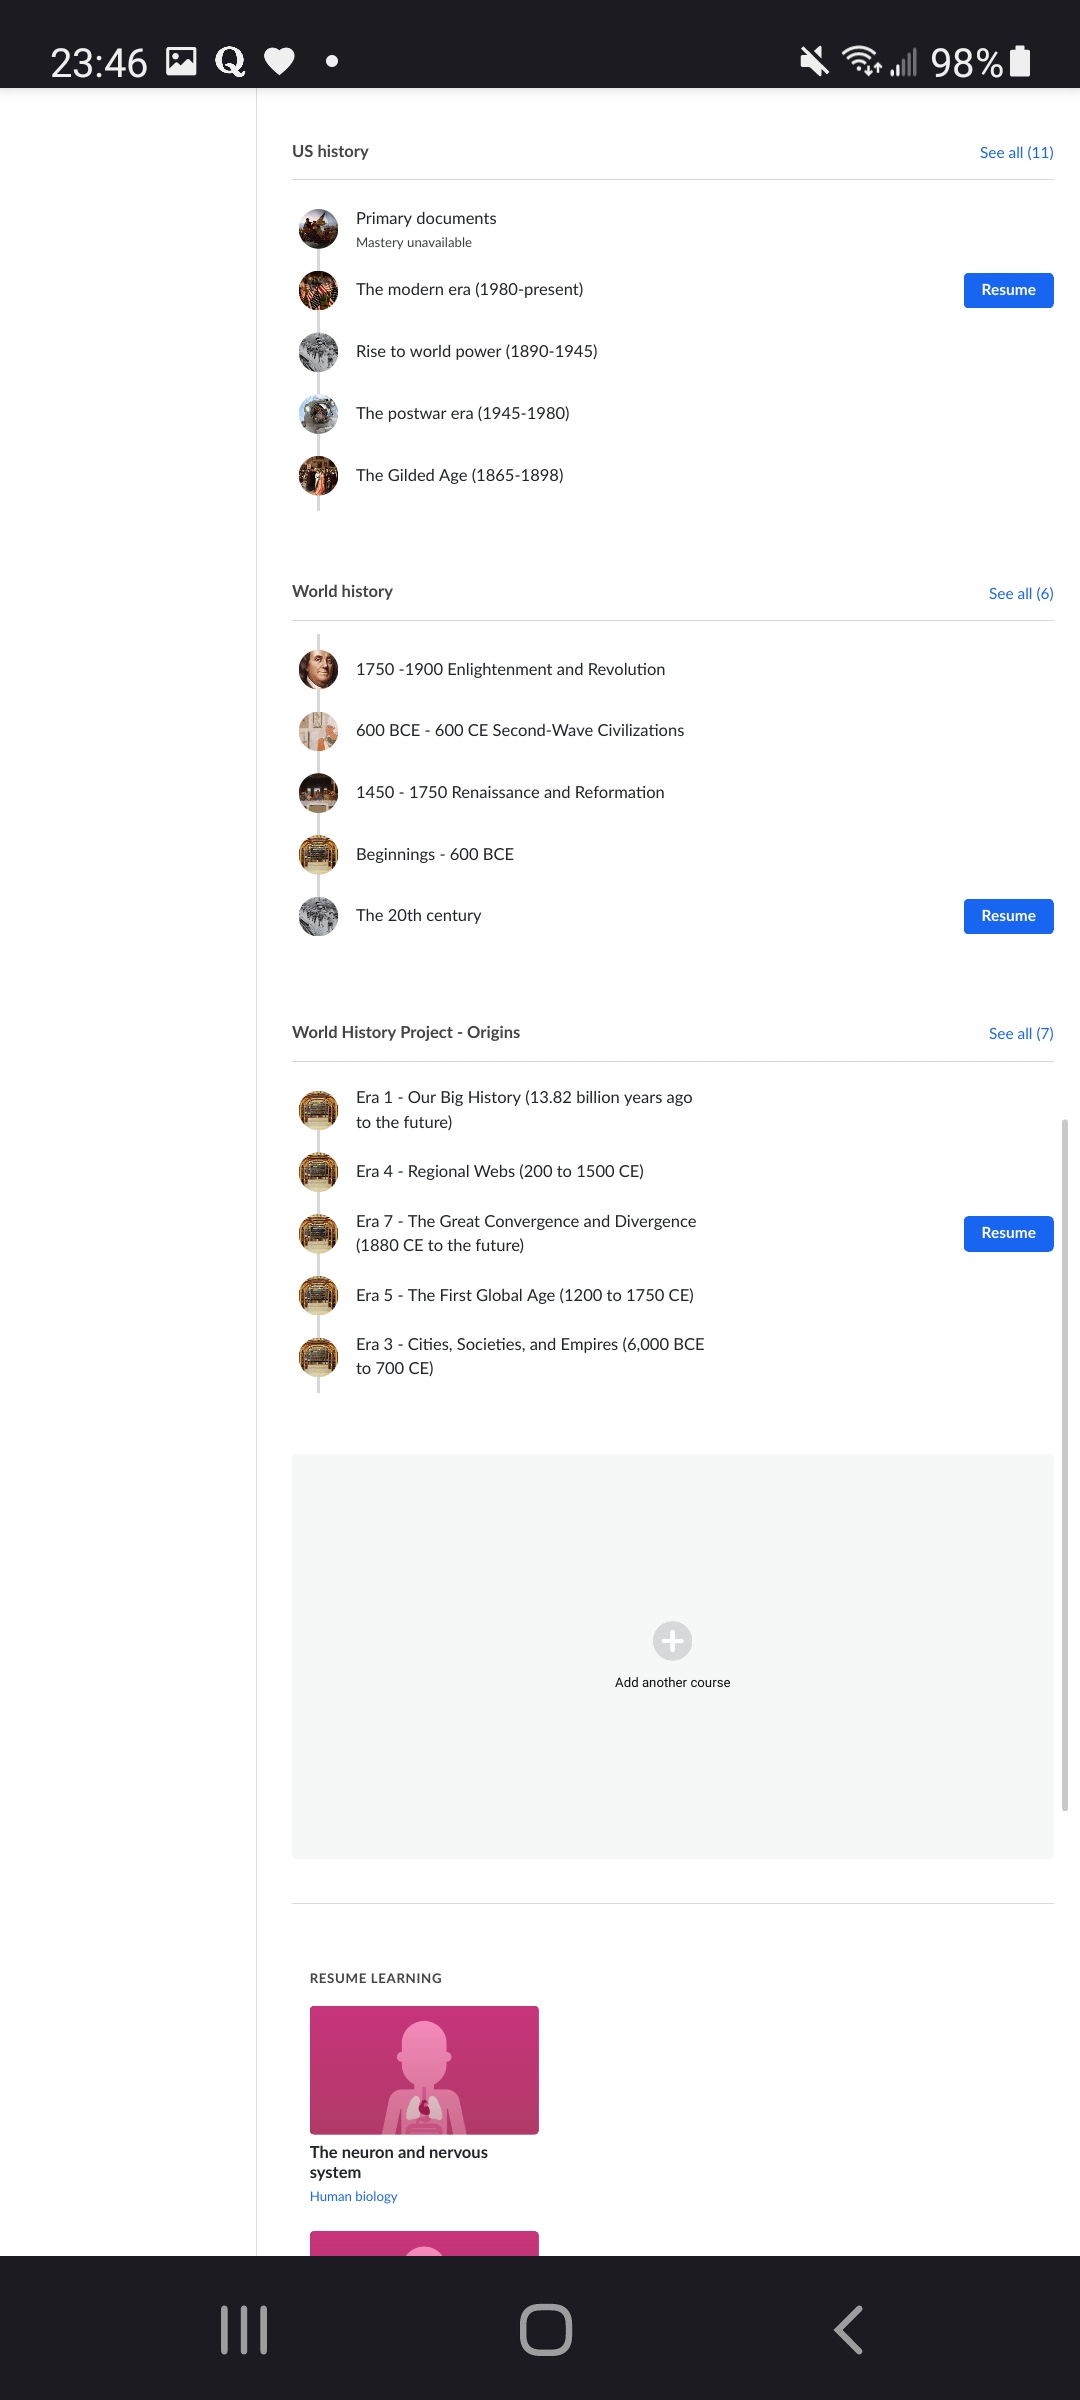 23:46
98%
US history
See all (11)
Primary documents
Mastery unavailable
The modern era (1980-present)
Resume
Rise to world power (1890-1945)
The postwar era (1945-1980)
The Gilded Age (1865-1898)
World history
See all (6)
1750 -1900 Enlightenment and Revolution
600 BCE - 600 CE Second-Wave Civilizations
1450 - 1750 Renaissance and Reformation
Beginnings - 600 BCE
The 20th century
Resume
World History Project - Origins
See all (7)
Era 1 - Our Big History (13.82 billion years ago
to the future)
Era 4 - Regional Webs (200 to 1500 CE)
Era 7 - The Great Convergence and Divergence
(1880 CE to the future)
Resume
Era 5 - The First Global Age (1200 to 1750 CE)
Era 3 - Cities, Societies, and Empires (6,000 BCE
to 700 CE)
Add another course
RESUME LEARNING
The neuron and nervous
system
Human biology